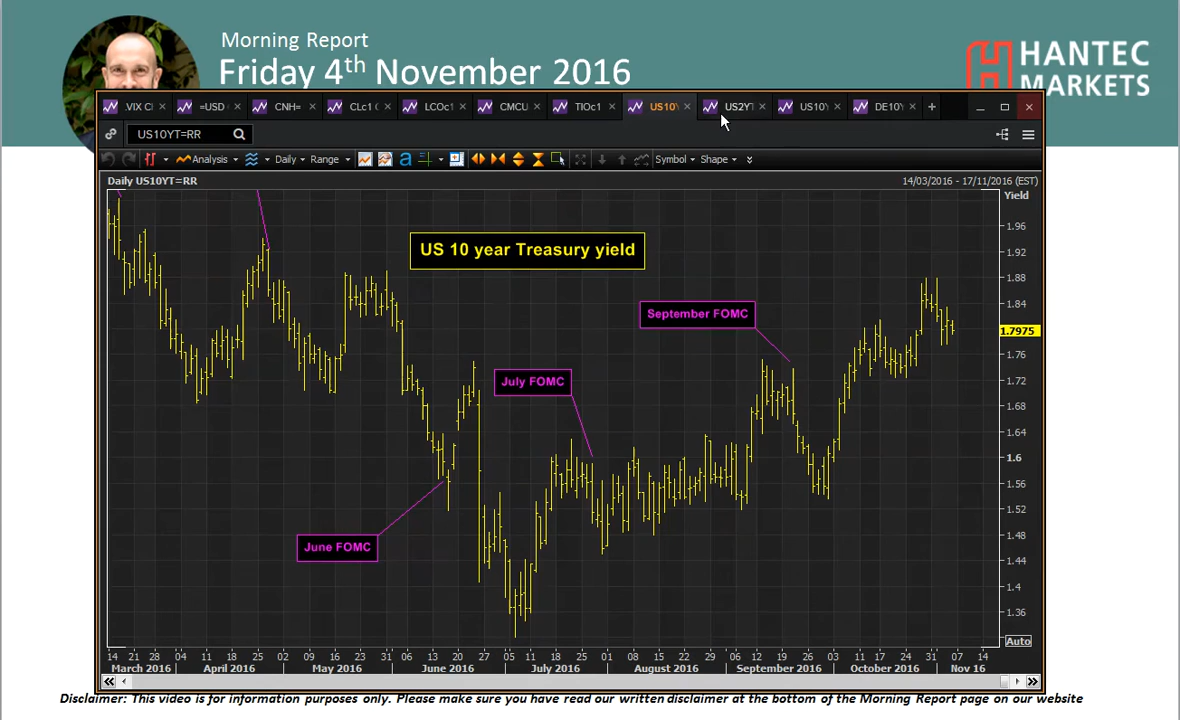 Morning Report
Friday 4th November 2016
HANTEC
MARKETS
.VIX CI
=USD
CNH=
CLc1 (
LCOc1
CMCU
TIOc1
US10Y
US2YT
US10Y
DE10Y
US10YT=RR
Analysis
Daily
Range
Symbol
Shape
Daily US10YT=RR
14/03/2016 - 17/11/2016 (EST)
Yield
US 10 year Treasury yield
September FOMC
July FOMC
June FOMC
1.96
1.92
1.88
1.84
1.7975
1.76
1.72
1.68
1.64
1.6
1.56
1.52
1.48
1.44
1.4
1.36
Auto
14 21 28 04 11 18 25 02 09 16 23 31 06 13 20 27 05 11 18 25 01 08 15 22 29 06 12 19 26 03 10 17 24 31 07 14
March 2016 April 2016 May 2016 June 2016 July 2016 August 2016 September 2016 October 2016 Nov 16
Disclaimer: This video is for information purposes only. Please make sure you have read our written disclaimer at the bottom of the Morning Report page on our website